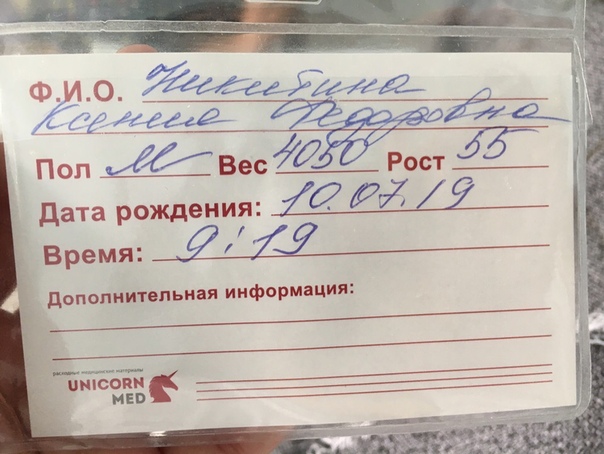 Ф.И.О. Никитина
Ксения Федоровна
Пол М Вес 4050 Рост 55
Дата рождения: 10.07.19
Время: 9:19
Дополнительная информация:
расходные медицинские материалы
UNICORN
MED